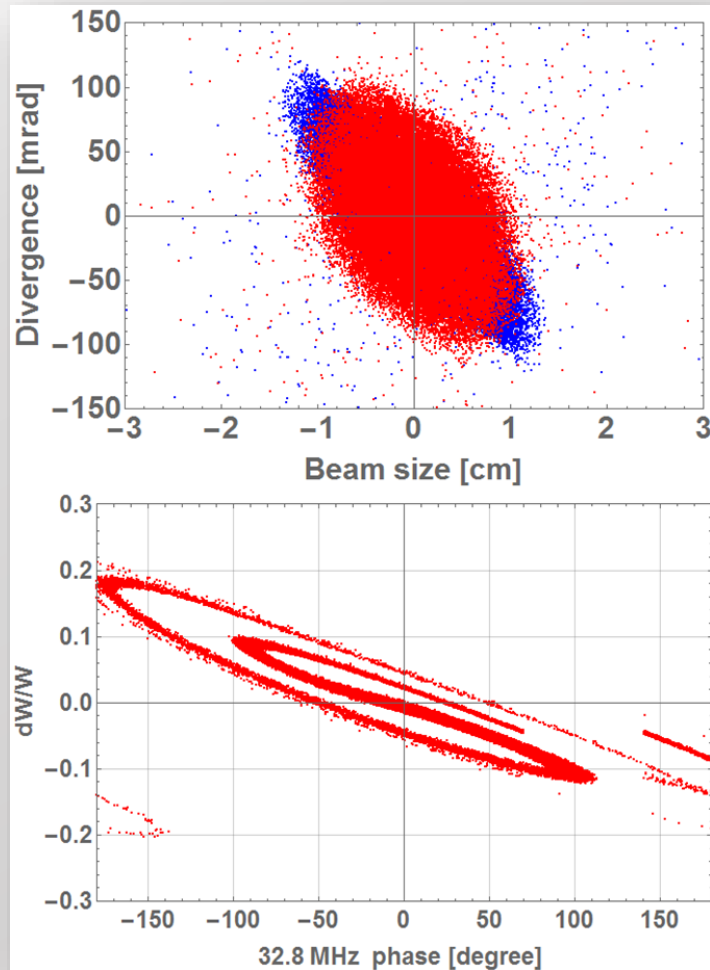 150
100
50
0
−50
−100
−150
Divergence [mrad]
−3 −2 −1 0 1 2 3
Beam size [cm]
0.3
0.2
0.1
0.0
−0.1
−0.2
−0.3
dW/W
−150 −100 −50 0 50 100 150
32.8 MHz phase [degree]